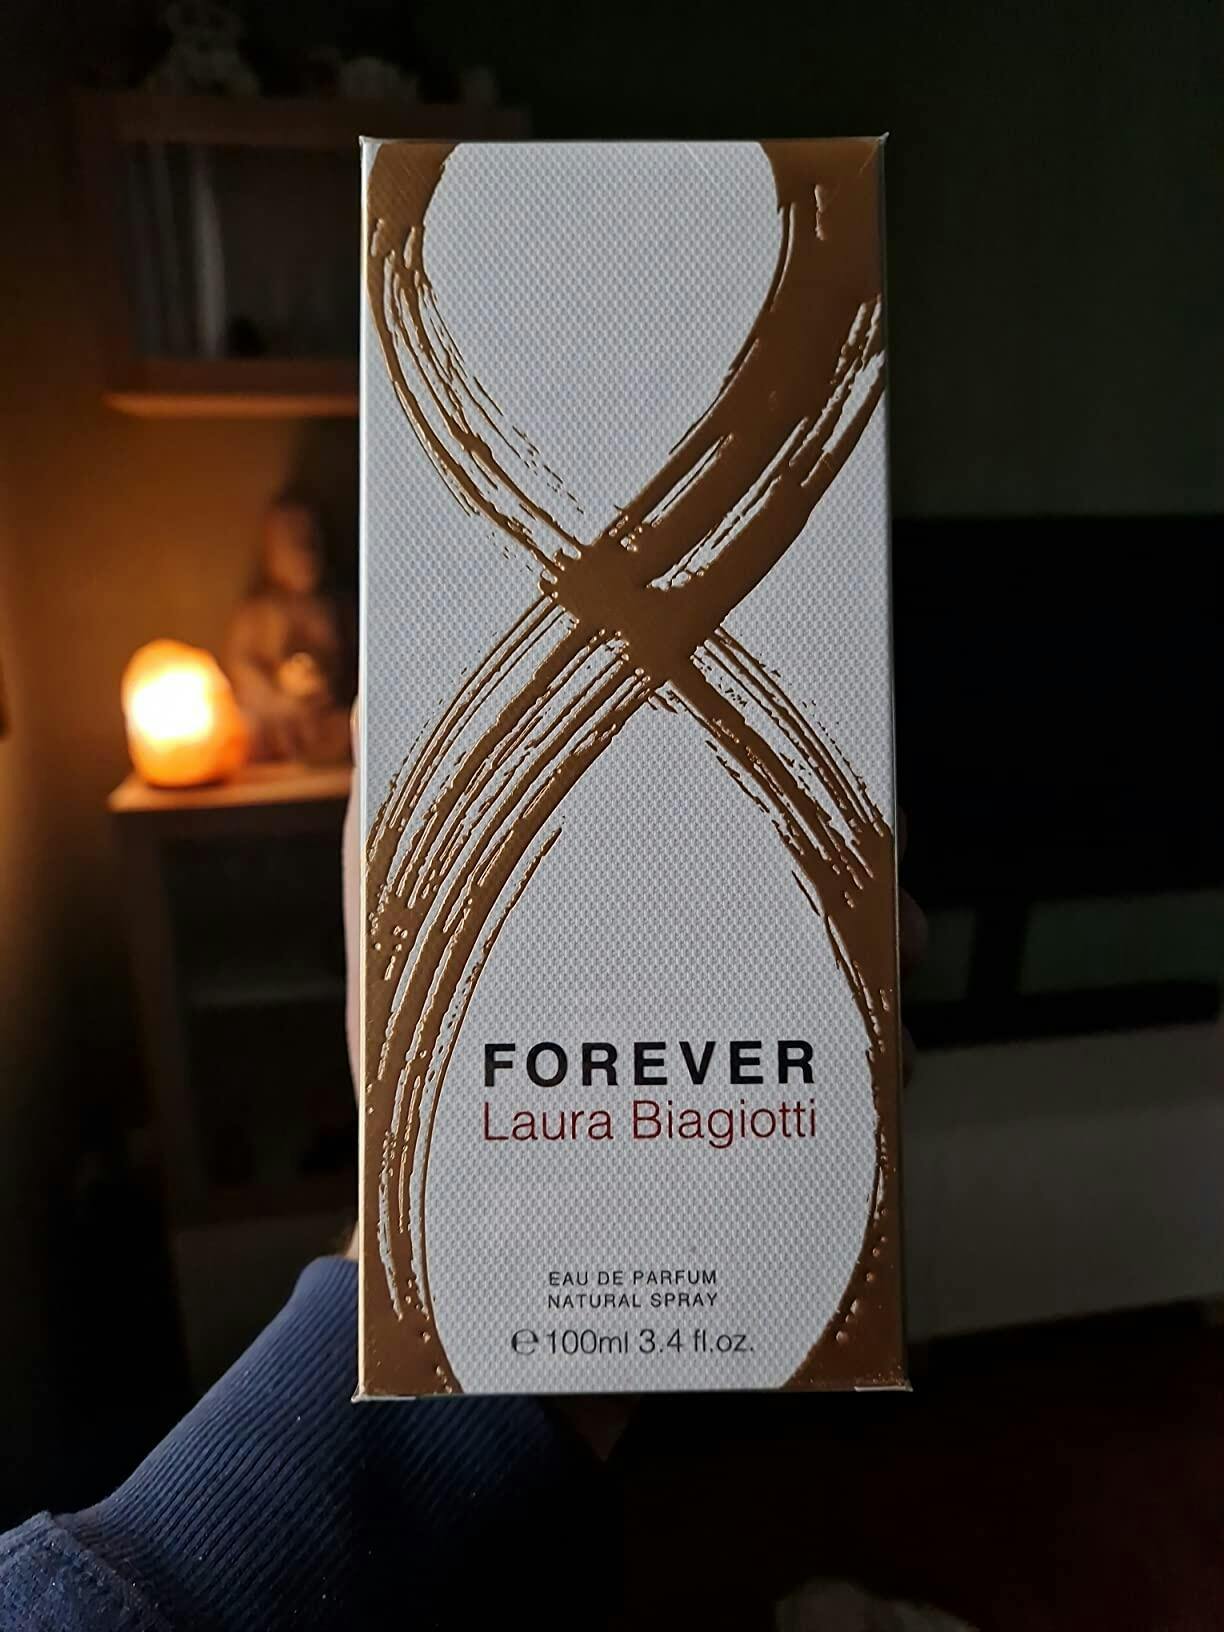 FOREVER
Laura Biagiotti
EAU DE PARFUM
NATURAL SPRAY
℮100ml 3.4 fl.oz.